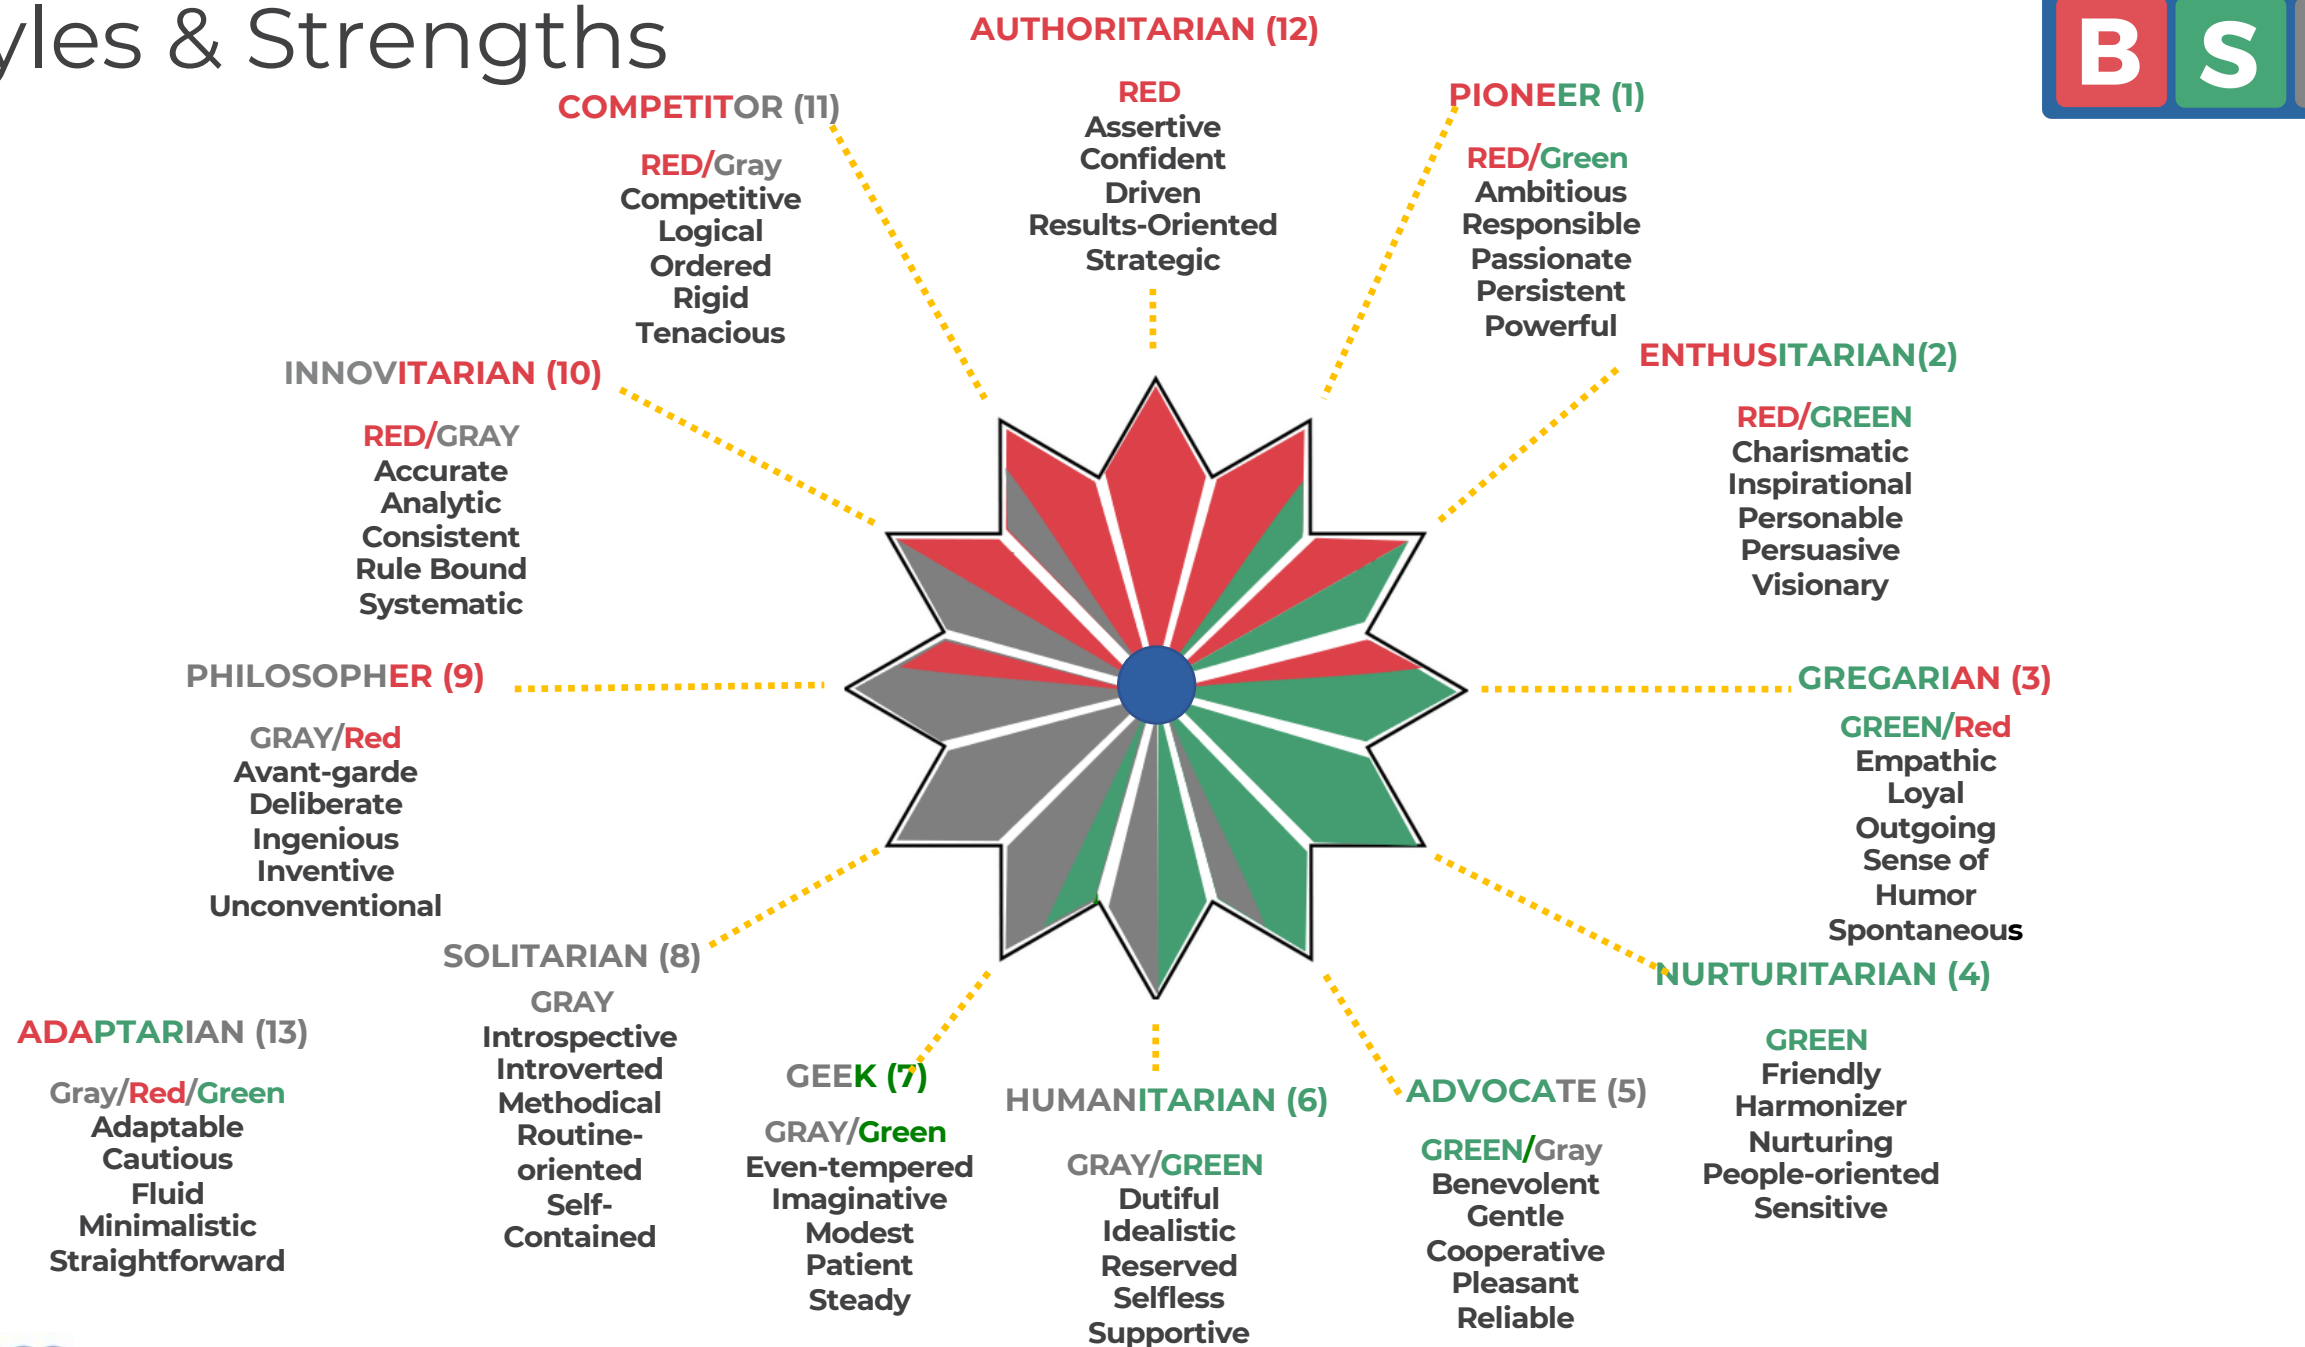 yles & Strengths
B S
AUTHORITARIAN (12)
RED
Assertive
Confident
Driven
Results-Oriented
Strategic
PIONEER (1)
RED/Green
Ambitious
Responsible
Passionate
Persistent
Powerful
ENTHUSITARIAN(2)
RED/GREEN
Charismatic
Inspirational
Personable
Persuasive
Visionary
GREGARIAN (3)
GREEN/Red
Empathic
Loyal
Outgoing
Sense of
Humor
Spontaneous
NURTURITARIAN (4)
GREEN
Friendly
Harmonizer
Nurturing
People-oriented
Sensitive
ADVOCATE (5)
GREEN/Gray
Benevolent
Gentle
Cooperative
Pleasant
Reliable
HUMANITARIAN (6)
GRAY/GREEN
Dutiful
Idealistic
Reserved
Selfless
Supportive
GEEK (7)
GRAY/Green
Even-tempered
Imaginative
Modest
Patient
Steady
SOLITARIAN (8)
GRAY
Introspective
Introverted
Methodical
Routine-
oriented
Self-
Contained
PHILOSOPHER (9)
GRAY/Red
Avant-garde
Deliberate
Ingenious
Inventive
Unconventional
INNOVITARIAN (10)
RED/GRAY
Accurate
Analytic
Consistent
Rule Bound
Systematic
COMPETITOR (11)
RED/Gray
Competitive
Logical
Ordered
Rigid
Tenacious
ADAPTARIAN (13)
Gray/Red/Green
Adaptable
Cautious
Fluid
Minimalistic
Straightforward